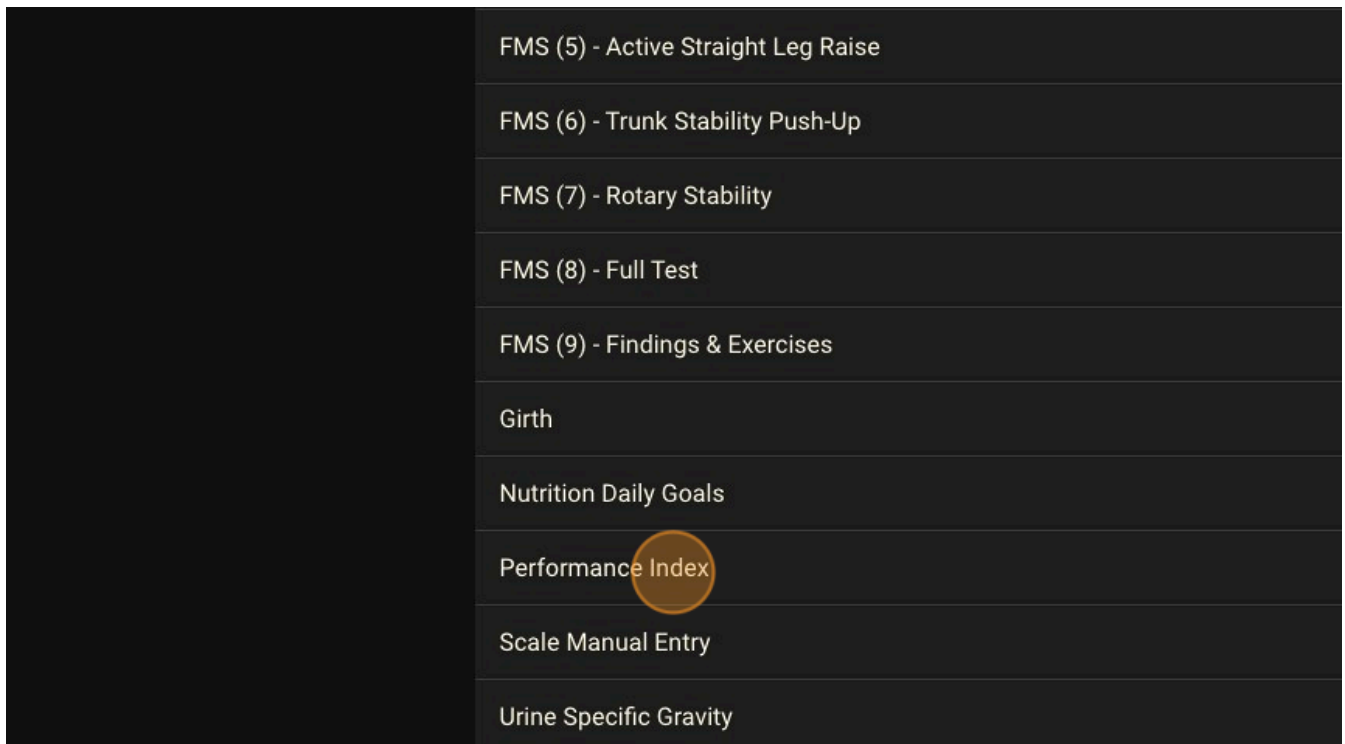 FMS (5) - Active Straight Leg Raise
FMS (6) - Trunk Stability Push-Up
FMS (7) - Rotary Stability
FMS (8) - Full Test
FMS (9) - Findings & Exercises
Girth
Nutrition Daily Goals
Performance Index
Scale Manual Entry
Urine Specific Gravity